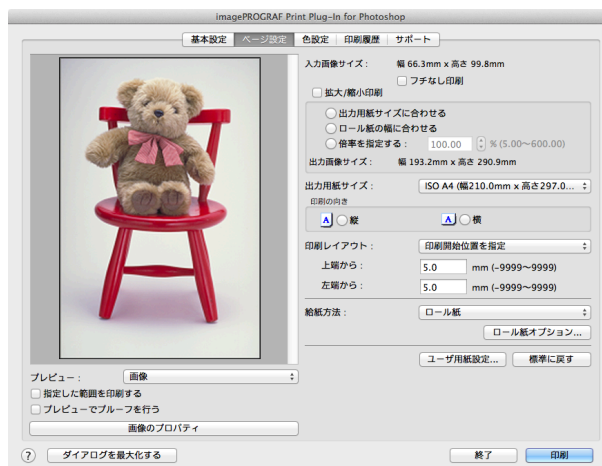 imagePROGRAF Print Plug-In for Photoshop
基本設定 ページ設定 色設定 印刷履歴 サポート
入力画像サイズ： 幅 66.3mm x 高さ 99.8mm
フチなし印刷
拡大/縮小印刷
出力用紙サイズに合わせる
ロール紙の幅に合わせる
倍率を指定する： 100.00 % (5.00～600.00)
出力画像サイズ： 幅 193.2mm x 高さ 290.9mm
出力用紙サイズ： ISO A4 (幅210.0mm x 高さ297.0...
印刷の向き
A 縦 A 横
印刷レイアウト： 印刷開始位置を指定
上端から： 5.0 mm (-9999～9999)
左端から： 5.0 mm (-9999～9999)
給紙方法： ロール紙
ロール紙オプション...
ユーザ用紙設定... 標準に戻す
プレビュー： 画像
指定した範囲を印刷する
プレビューでプルーフを行う
画像のプロパティ
? ダイアログを最大化する 終了 印刷